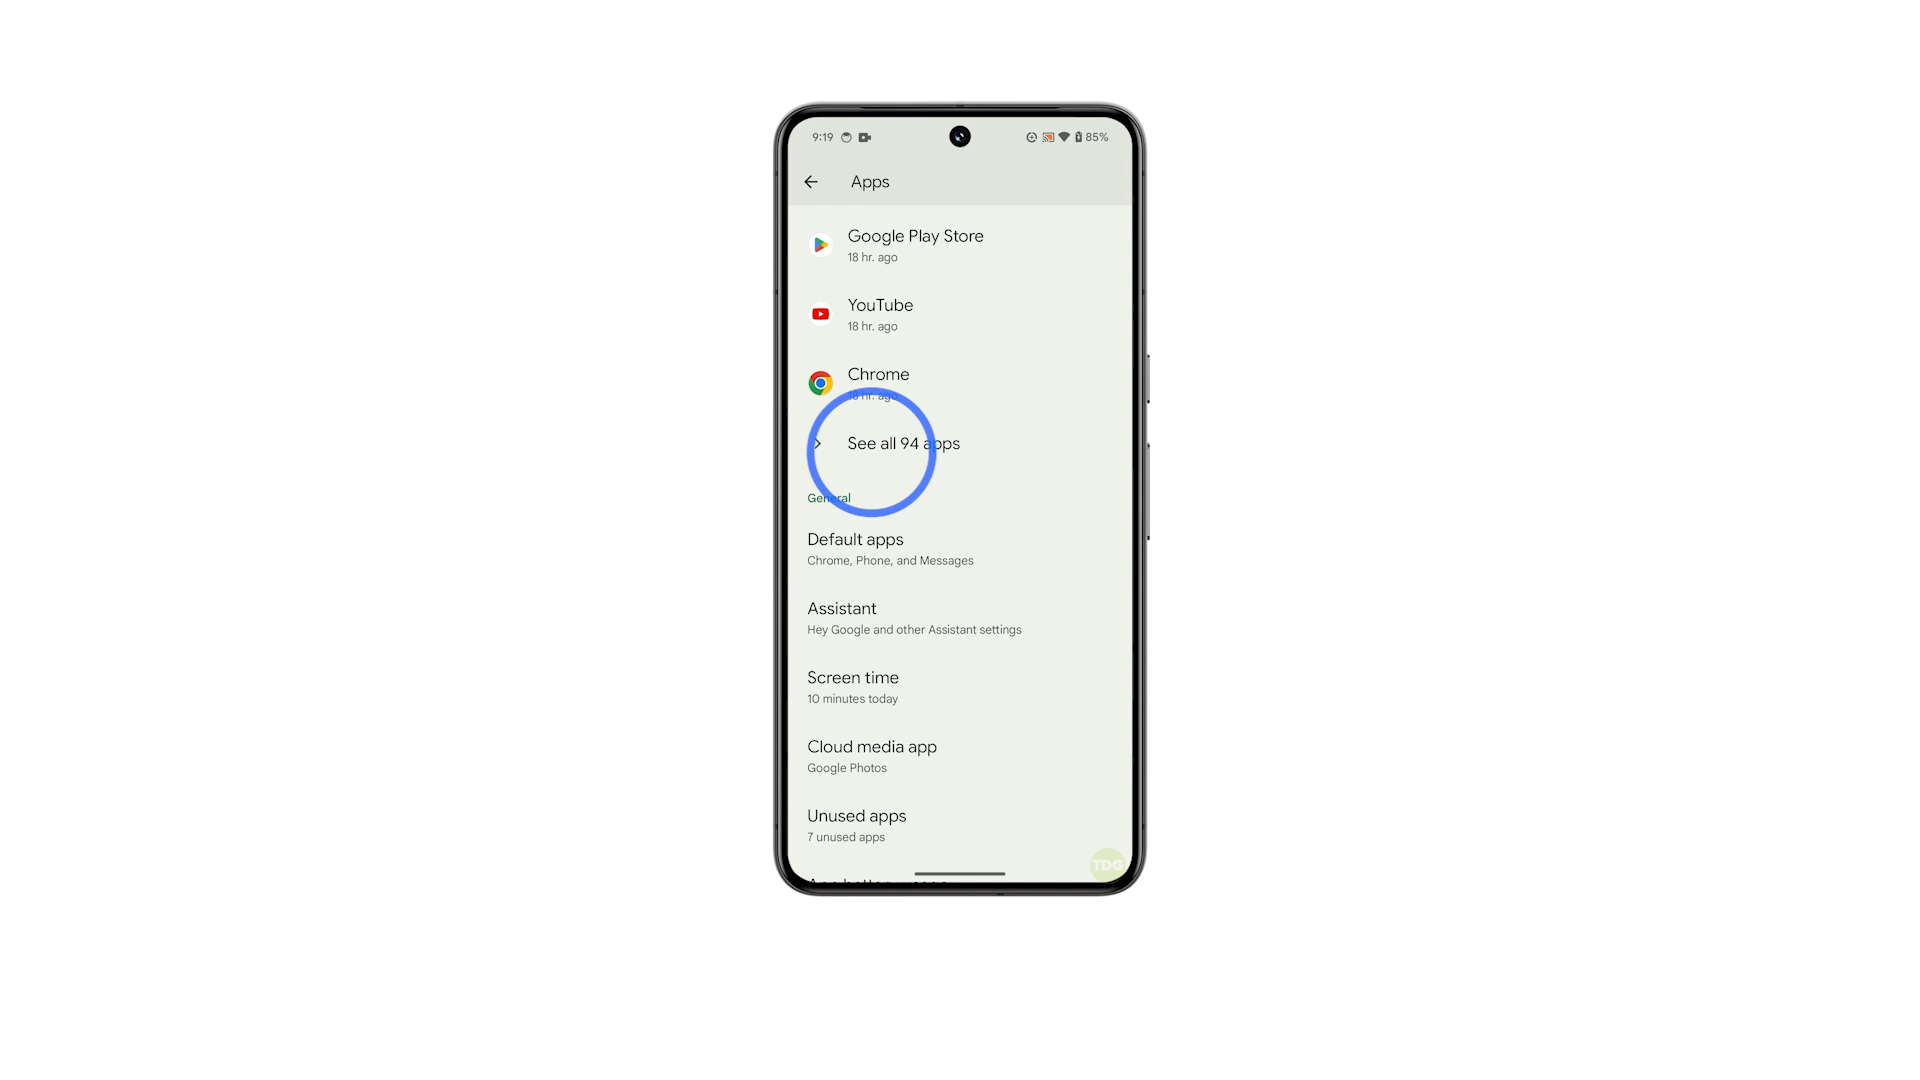 9:19
85%
Apps
Google Play Store
18 hr. ago
YouTube
18 hr. ago
Chrome
18 hr. ago
See all 94 apps
General
Default apps
Chrome, Phone, and Messages
Assistant
Hey Google and other Assistant settings
Screen time
10 minutes today
Cloud media app
Google Photos
Unused apps
7 unused apps
TDG